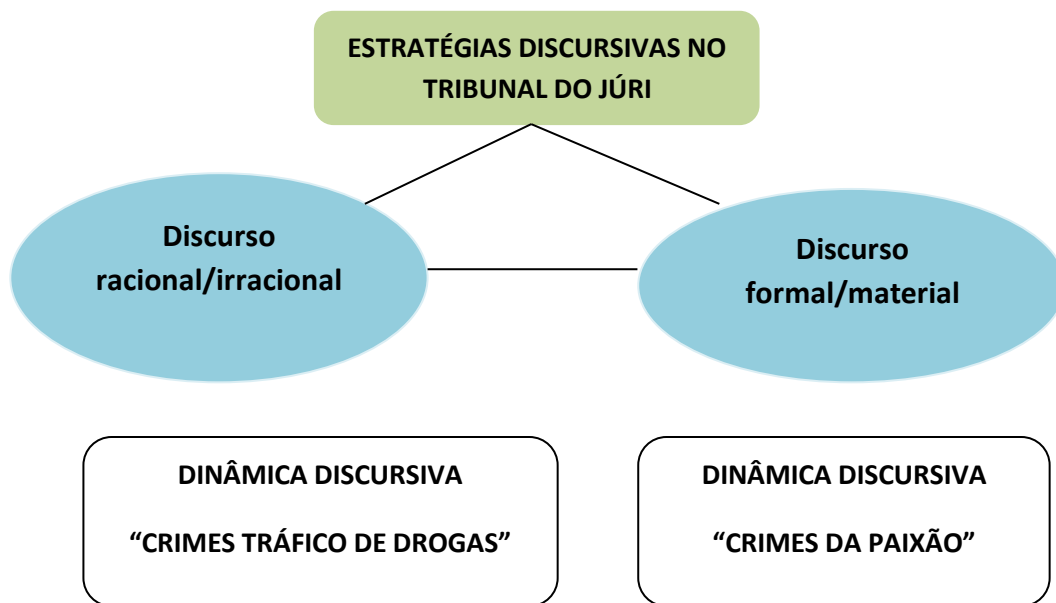 ESTRATÉGIAS DISCURSIVAS NO
TRIBUNAL DO JÚRI
Discurso
racional/irracional
Discurso
formal/material
DINÂMICA DISCURSIVA
“CRIMES TRÁFICO DE DROGAS”
DINÂMICA DISCURSIVA
“CRIMES DA PAIXÃO”